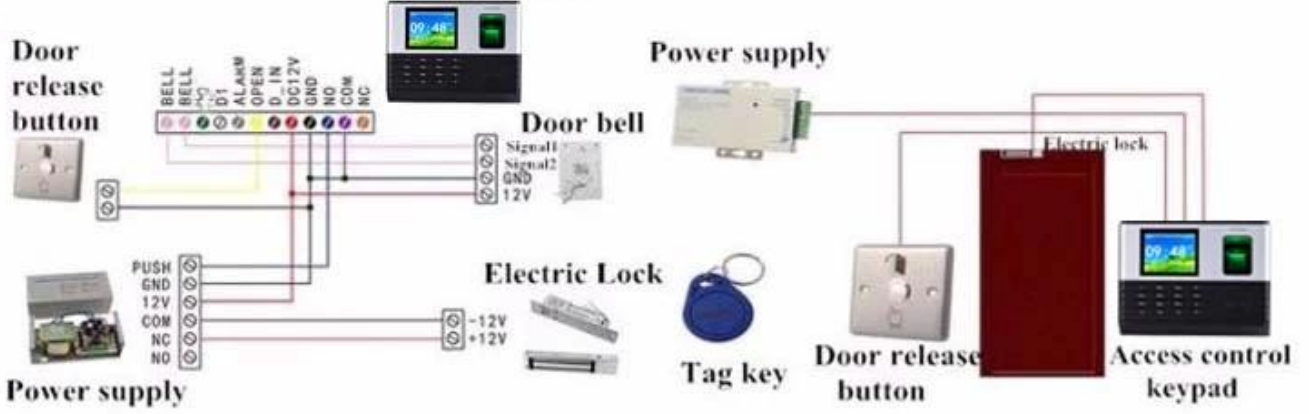 09:48
Power supply
Door
release
button
BELL
BELL
D1
ALARM
OPEN
D_IN
DC12V
GND
NO
COM
NC
Door bell
Signal1
Signal2
GND
12V
Electric lock
PUSH
GND
12V
COM
NC
NO
Electric Lock
-12V
+12V
09:48
Power supply
Tag key
Door release
button
Access control
keypad